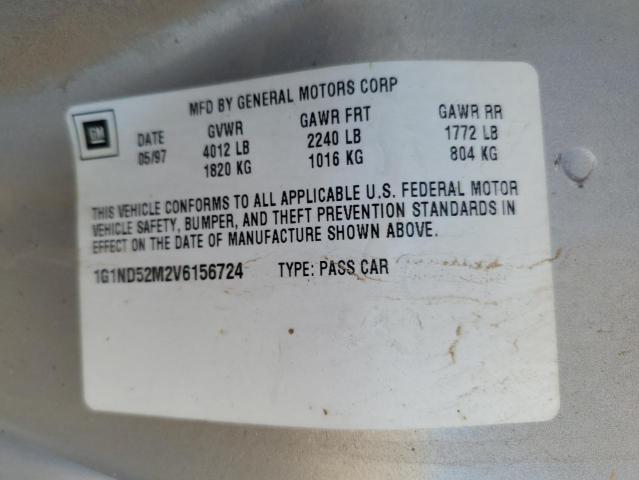 MFD BY GENERAL MOTORS CORP
GM
DATE GVWR GAWR FRT GAWR RR
05/97 4012 LB 2240 LB 1772 LB
1820 KG 1016 KG 804 KG
THIS VEHICLE CONFORMS TO ALL APPLICABLE U.S. FEDERAL MOTOR
VEHICLE SAFETY, BUMPER, AND THEFT PREVENTION STANDARDS IN
EFFECT ON THE DATE OF MANUFACTURE SHOWN ABOVE.
1G1ND52M2V6156724 TYPE: PASS CAR